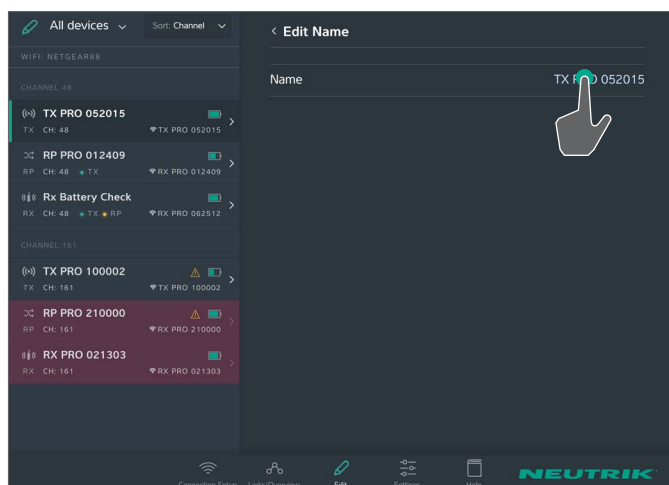 All devices
Sort: Channel
WIFI: NETGEAR88
CHANNEL 48
TX PRO 052015
TX CH: 48 TX PRO 052015
RP PRO 012409
RP CH: 48 TX RX PRO 012409
Rx Battery Check
RX CH: 48 TX RP RX PRO 062512
CHANNEL 161
TX PRO 100002
TX CH: 161 TX PRO 100002
RP PRO 210000
RP CH: 161 RX PRO 210000
RX PRO 021303
RX CH: 161 RX PRO 021303
< Edit Name
Name TX P O 052015
Connection Setup Link/Overview Edit Settings Help
NEUTRIK